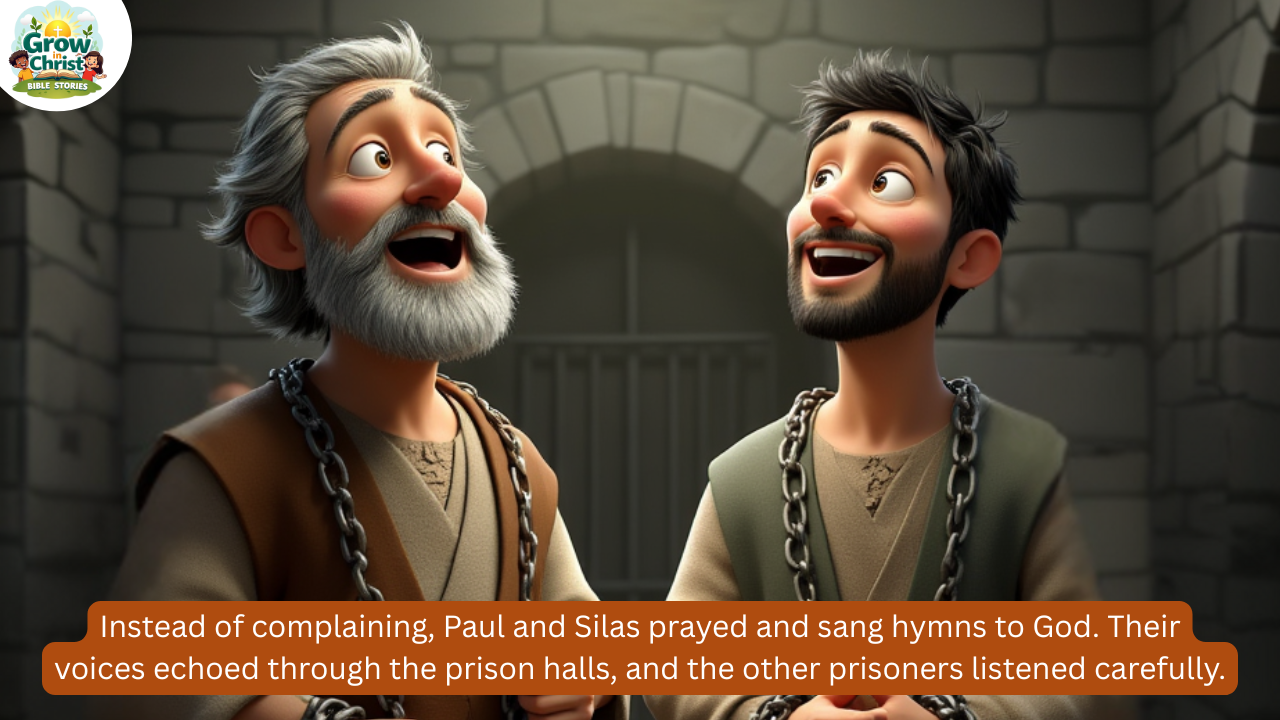 Grow
in
Christ
BIBLE STORIES
Instead of complaining, Paul and Silas prayed and sang hymns to God. Their
voices echoed through the prison halls, and the other prisoners listened carefully.